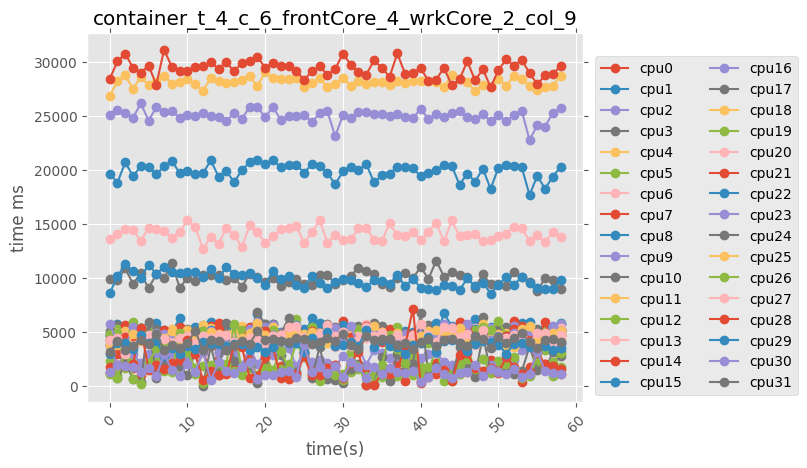 container_t_4_c_6_frontCore_4_wrkCore_2_col_9
30000
25000
20000
15000
10000
5000
0
time ms
0
10
20
30
40
50
60
time(s)
cpu0
cpu1
cpu2
cpu3
cpu4
cpu5
cpu6
cpu7
cpu8
cpu9
cpu10
cpu11
cpu12
cpu13
cpu14
cpu15
cpu16
cpu17
cpu18
cpu19
cpu20
cpu21
cpu22
cpu23
cpu24
cpu25
cpu26
cpu27
cpu28
cpu29
cpu30
cpu31